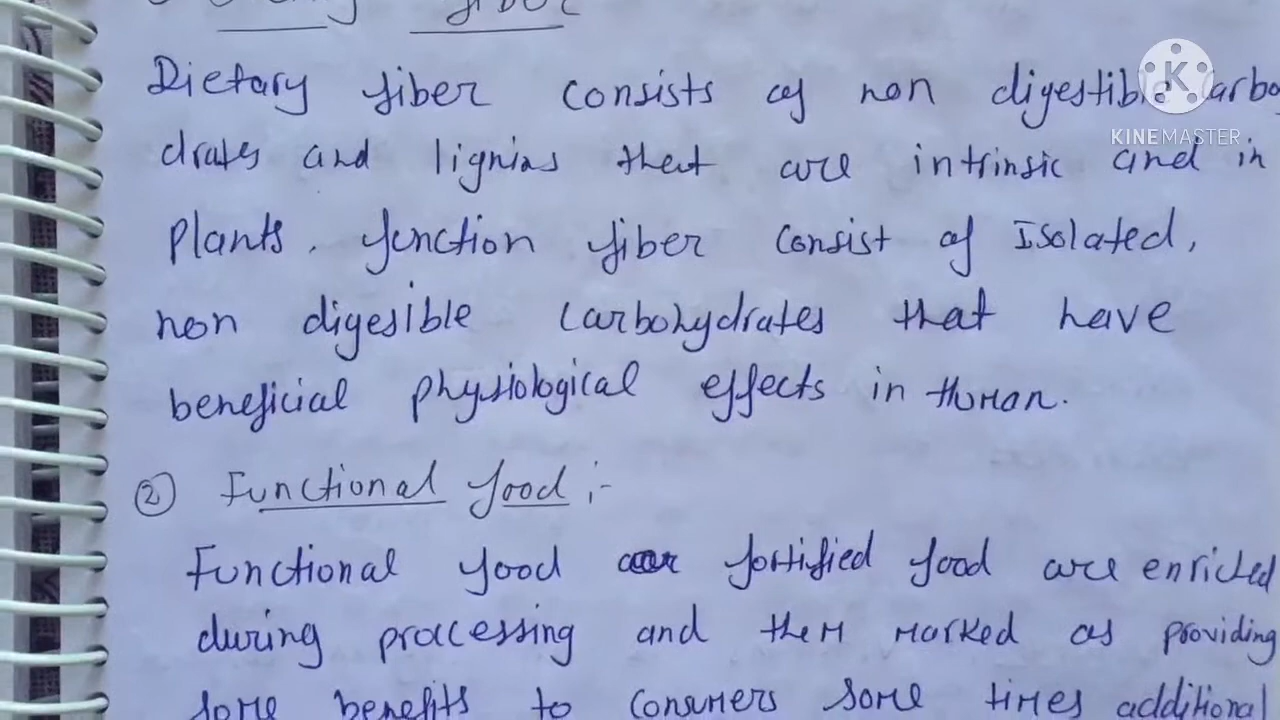 fiber
Dietary fiber consists of non digestible carbo
drates and lignins that are intrinsic and in
plants. function fiber consist of Isolated,
non digesible carbohydrates that have
beneficial physiological effects in Human.
② Functional food :-
Functional food fortified food are enriched
during processing and them marked as providing
some benefits to consumers some times additional
KINEMASTER